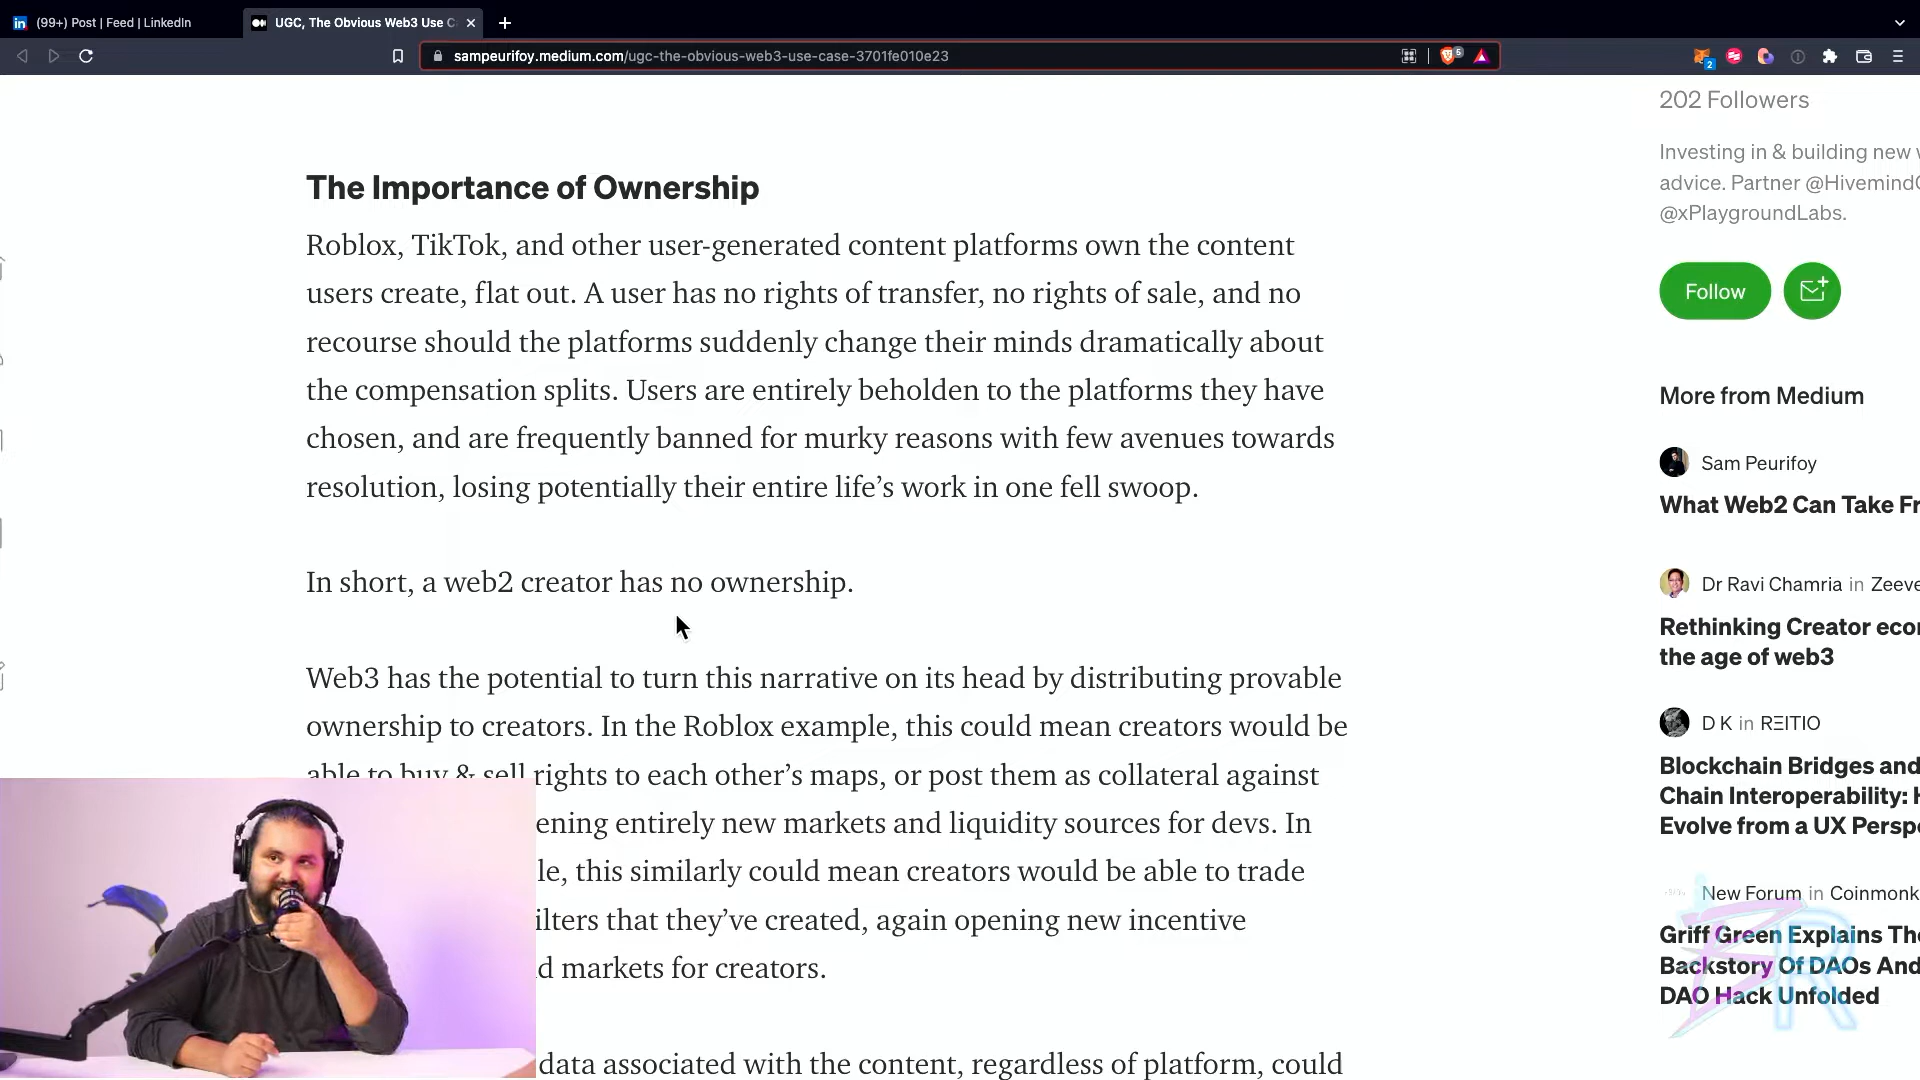 (99+) Post | Feed | LinkedIn
UGC, The Obvious Web3 Use C
sampeurifoy.medium.com/ugc-the-obvious-web3-use-case-3701fe010e23
5
2
202 Followers
Investing in & building new
advice. Partner @Hivemind
@xPlaygroundLabs.
Follow
The Importance of Ownership
Roblox, TikTok, and other user-generated content platforms own the content
users create, flat out. A user has no rights of transfer, no rights of sale, and no
recourse should the platforms suddenly change their minds dramatically about
the compensation splits. Users are entirely beholden to the platforms they have
chosen, and are frequently banned for murky reasons with few avenues towards
resolution, losing potentially their entire life’s work in one fell swoop.
In short, a web2 creator has no ownership.
Web3 has the potential to turn this narrative on its head by distributing provable
ownership to creators. In the Roblox example, this could mean creators would be
able to buy & sell rights to each other’s maps, or post them as collateral against
ening entirely new markets and liquidity sources for devs. In
le, this similarly could mean creators would be able to trade
ilters that they’ve created, again opening new incentive
d markets for creators.
data associated with the content, regardless of platform, could
More from Medium
Sam Peurifoy
What Web2 Can Take Fr
Dr Ravi Chamria in Zeeve
Rethinking Creator eco
the age of web3
D K in RΞITIO
Blockchain Bridges and
Chain Interoperability: H
Evolve from a UX Persp
New Forum in Coinmonk
Griff Green Explains The
Backstory Of DAOs And
DAO Hack Unfolded